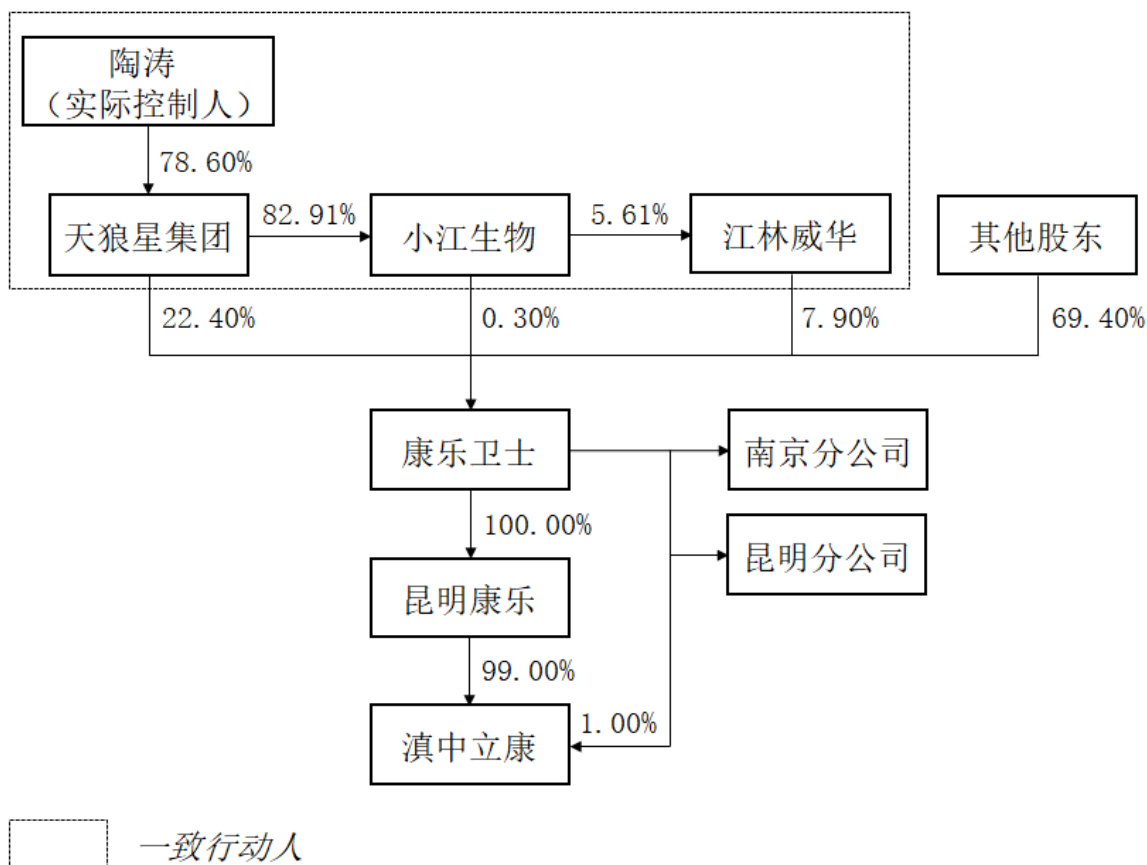 陶涛
（实际控制人）
78.60%
天狼星集团
82.91%
小江生物
5.61%
江林威华
其他股东
22.40%
0.30%
7.90%
69.40%
康乐卫士
南京分公司
100.00%
昆明分公司
昆明康乐
99.00%
1.00%
滇中立康
一致行动人